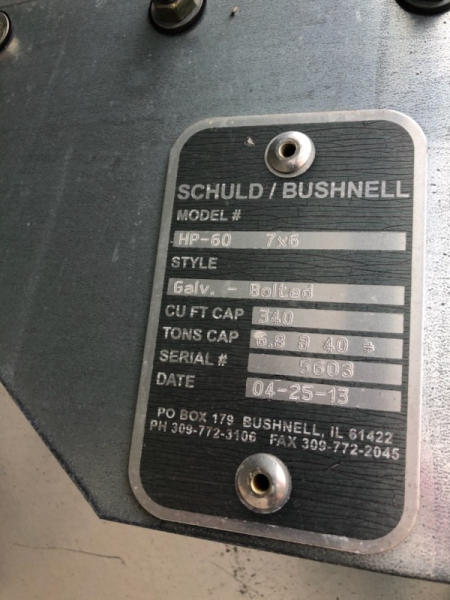 SCHULD / BUSHNELL
MODEL #
HP-60 7x6
STYLE
Galv. - Bolted
CU FT CAP 340
TONS CAP 6.8 @ 40 #
SERIAL # 5603
DATE 04-25-13
PO BOX 179 BUSHNELL, IL 61422
PH 309-772-3106 FAX 309-772-2045